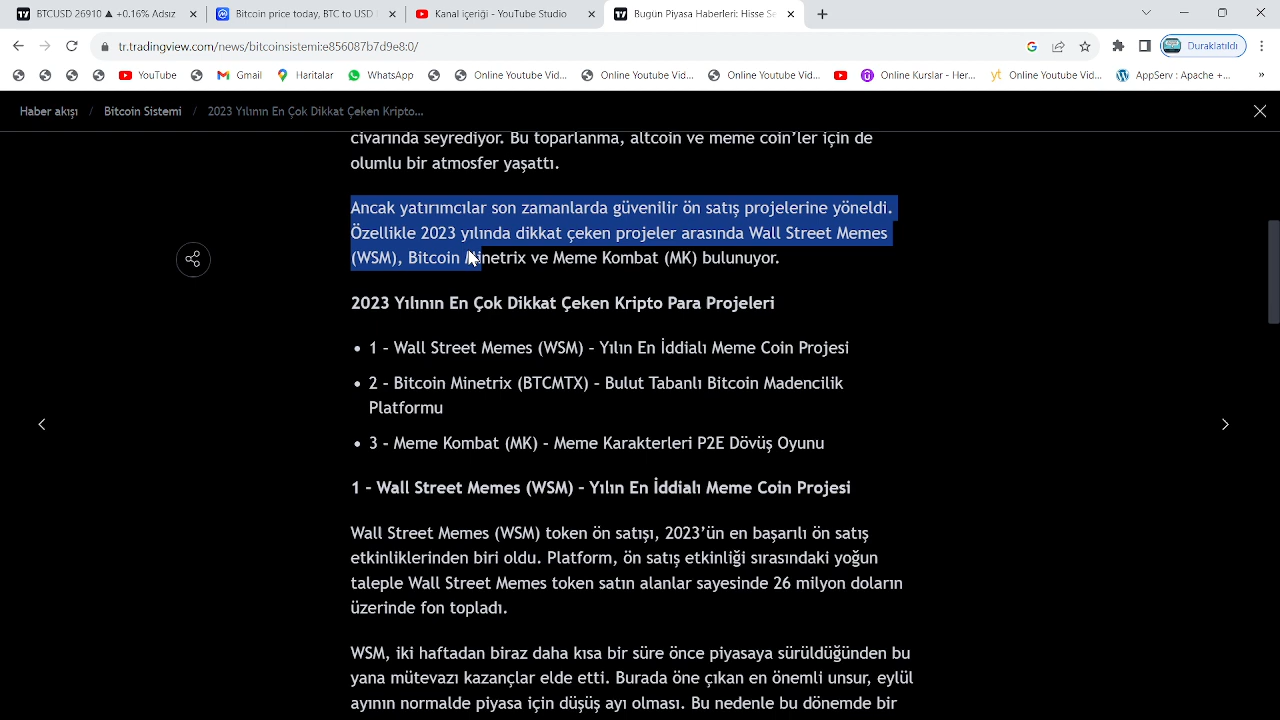 BTCUSD 26910 ▲ +0.16% Adsız
Bitcoin price today, BTC to USD
Kanal içeriği - YouTube Studio
Bugün Piyasa Haberleri: Hisse Se
tr.tradingview.com/news/bitcoinsistemi:e856087b7d9e8:0/
Duraklatıldı
YouTube
Gmail
Haritalar
WhatsApp
Online Youtube Vid...
Online Youtube Vid...
Online Youtube Vid...
Online Kurslar - Her...
Online Youtube Vid...
AppServ : Apache +...
»
Haber akışı / Bitcoin Sistemi / 2023 Yılının En Çok Dikkat Çeken Kripto...
civarında seyrediyor. Bu toparlanma, altcoin ve meme coin’ler için de
olumlu bir atmosfer yaşattı.
Ancak yatırımcılar son zamanlarda güvenilir ön satış projelerine yöneldi.
Özellikle 2023 yılında dikkat çeken projeler arasında Wall Street Memes
(WSM), Bitcoin Minetrix ve Meme Kombat (MK) bulunuyor.
2023 Yılının En Çok Dikkat Çeken Kripto Para Projeleri
• 1 - Wall Street Memes (WSM) – Yılın En İddialı Meme Coin Projesi
• 2 - Bitcoin Minetrix (BTCMTX) – Bulut Tabanlı Bitcoin Madencilik
Platformu
• 3 - Meme Kombat (MK) - Meme Karakterleri P2E Dövüş Oyunu
1 - Wall Street Memes (WSM) – Yılın En İddialı Meme Coin Projesi
Wall Street Memes (WSM) token ön satışı, 2023’ün en başarılı ön satış
etkinliklerinden biri oldu. Platform, ön satış etkinliği sırasındaki yoğun
taleple Wall Street Memes token satın alanlar sayesinde 26 milyon doların
üzerinde fon topladı.
WSM, iki haftadan biraz daha kısa bir süre önce piyasaya sürüldüğünden bu
yana mütevazı kazançlar elde etti. Burada öne çıkan en önemli unsur, eylül
ayının normalde piyasa için düşüş ayı olması. Bu nedenle bu dönemde bir